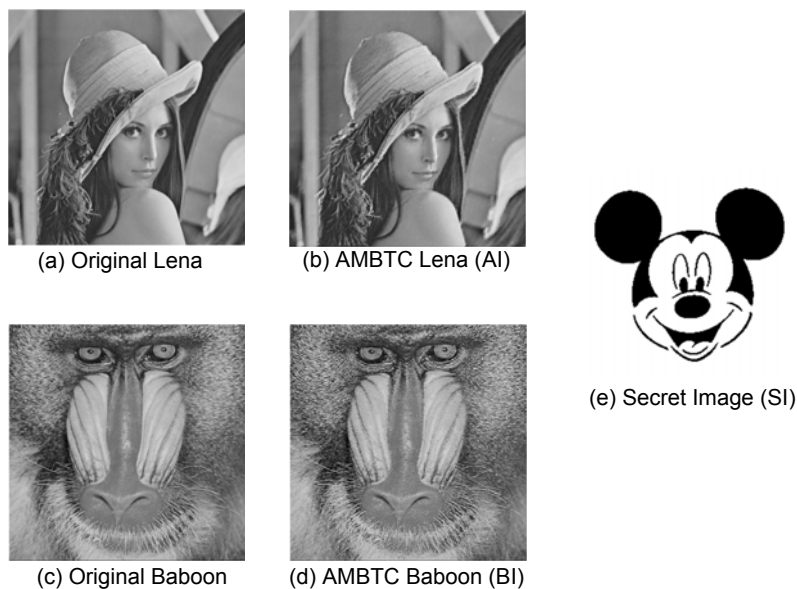 (a) Original Lena
(b) AMBTC Lena (AI)
(e) Secret Image (SI)
(c) Original Baboon
(d) AMBTC Baboon (BI)